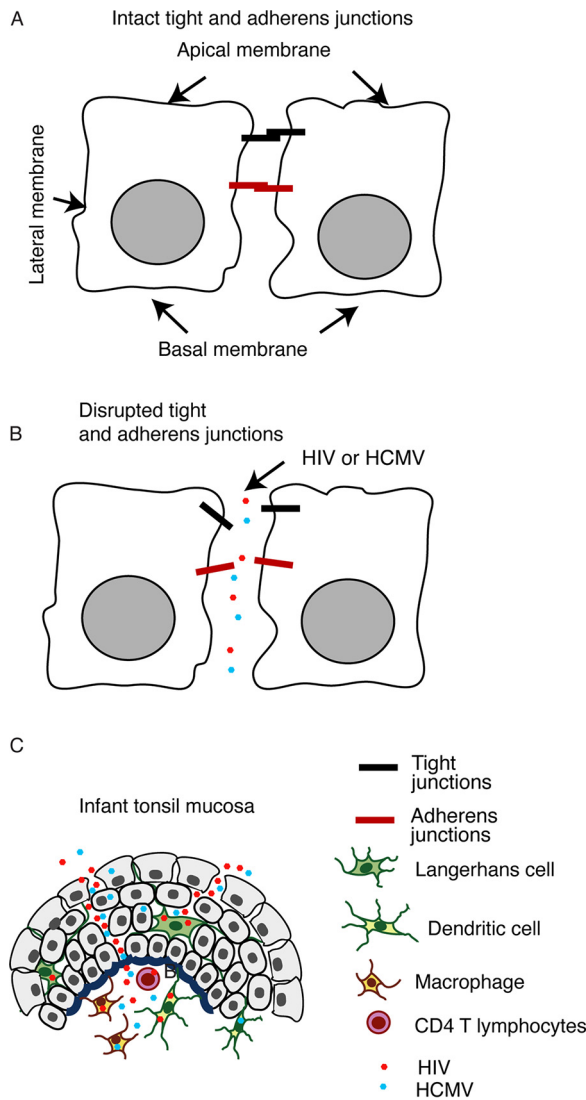 A
Intact tight and adherens junctions
Apical membrane
Lateral membrane
Basal membrane
B
Disrupted tight
and adherens junctions
HIV or HCMV
C
Infant tonsil mucosa
Tight
junctions
Adherens
junctions
Langerhans cell
Dendritic cell
Macrophage
CD4 T lymphocytes
HIV
HCMV